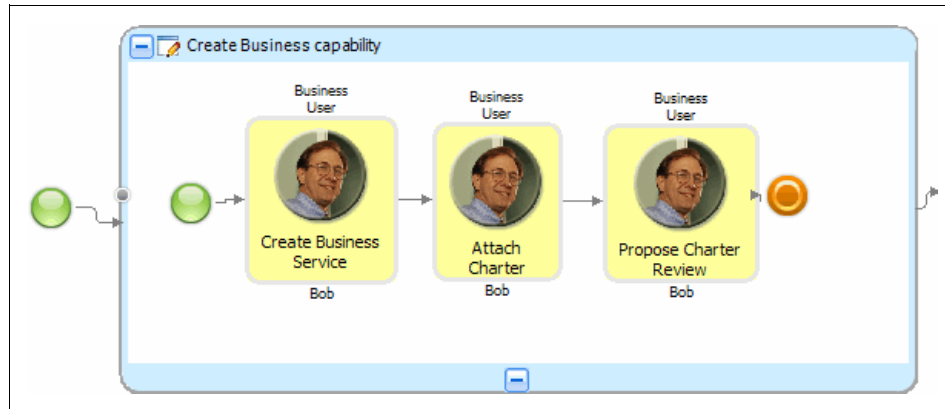 Create Business capability
Business
User
Create Business
Service
Bob
Business
User
Attach
Charter
Bob
Business
User
Propose Charter
Review
Bob